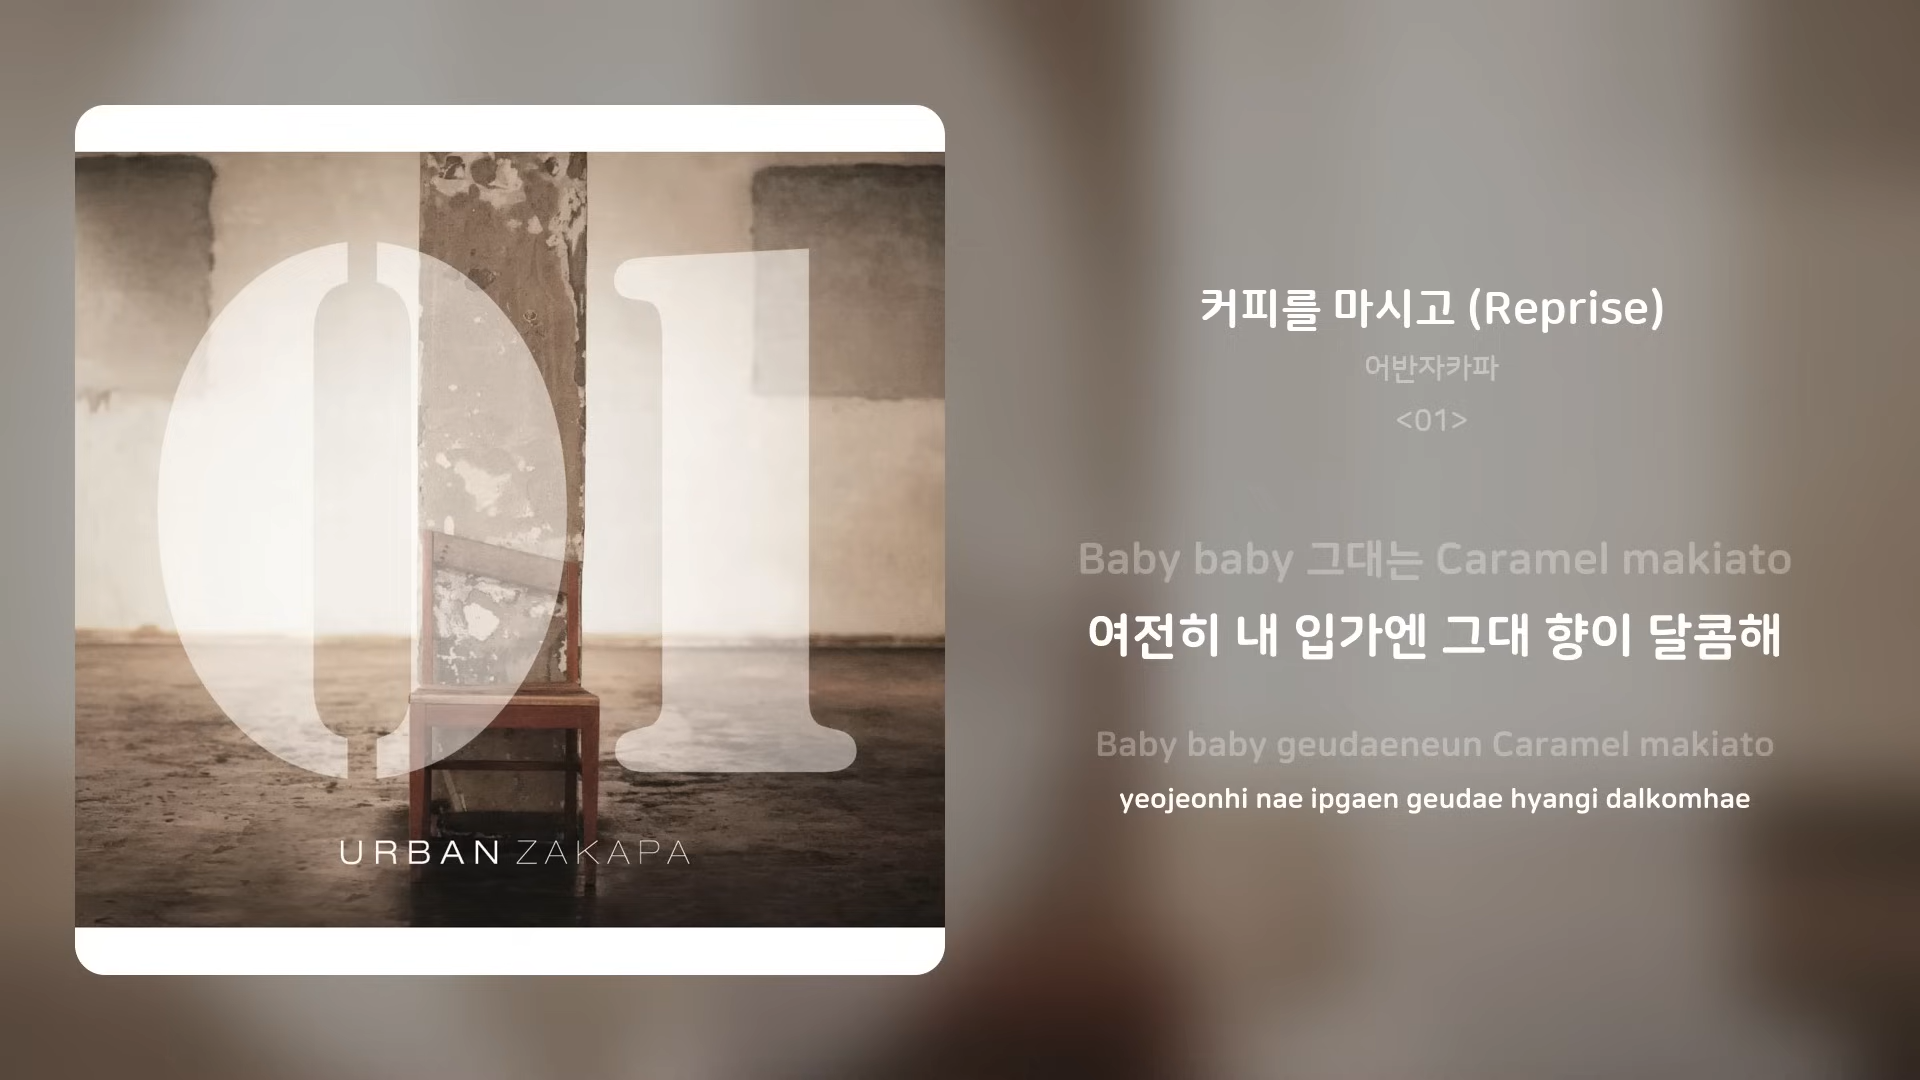 01
URBAN ZAKAPA
커피를 마시고 (Reprise)
어반자카파
<01>
Baby baby 그대는 Caramel makiato
여전히 내 입가엔 그대 향이 달콤해
Baby baby geudaeneun Caramel makiato
yeojeonhi nae ipgaen geudae hyangi dalkomhae